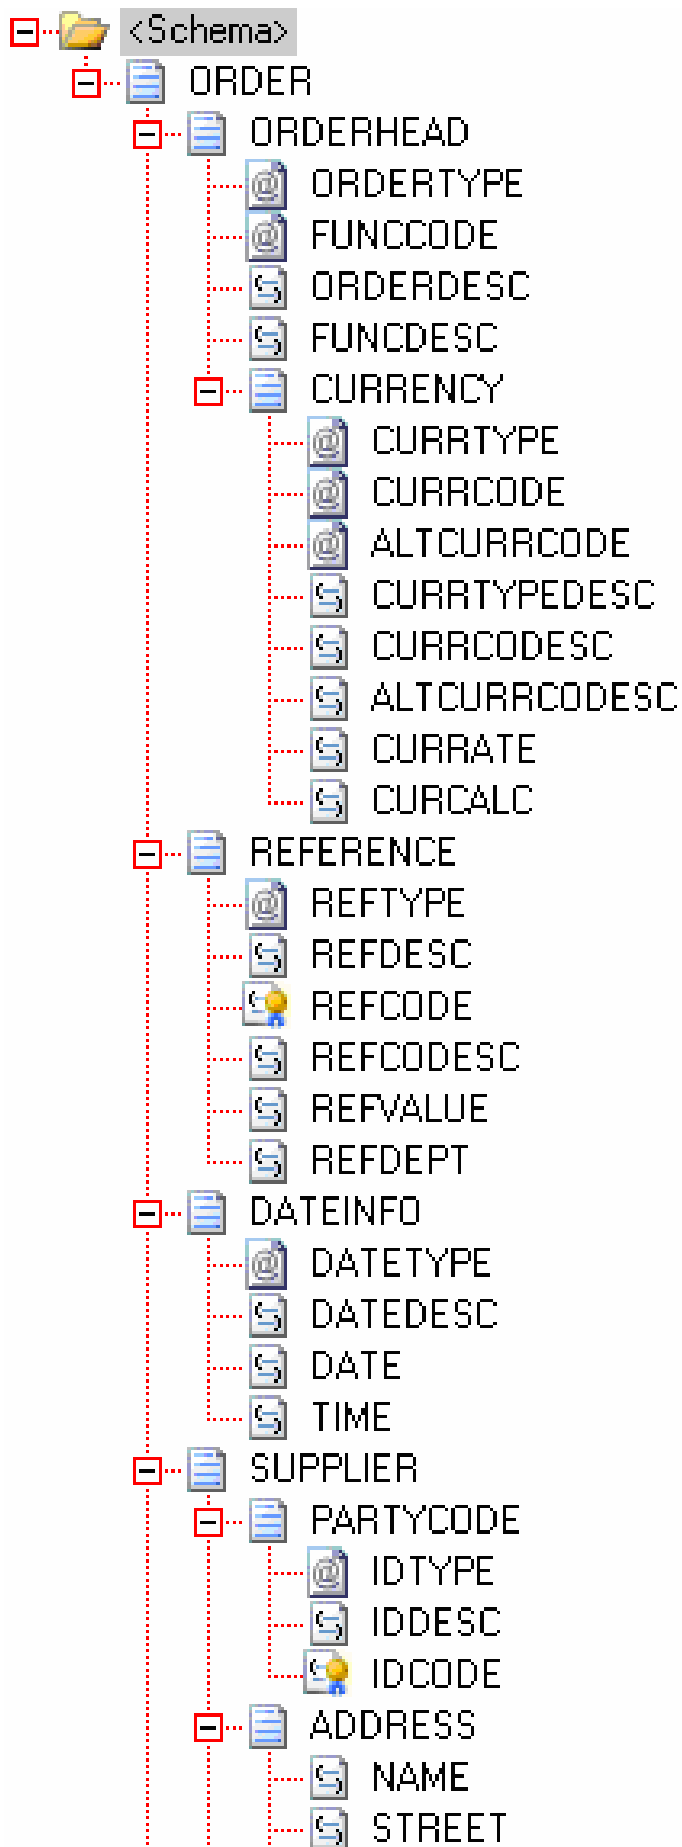 <Schema>
ORDER
ORDERHEAD
ORDERTYPE
FUNCCODE
ORDERDESC
FUNCDESC
CURRENCY
CURRTYPE
CURRCODE
ALTCURRCODE
CURRTYPEDESC
CURRCODESC
ALTCURRCODESC
CURRATE
CURCALC
REFERENCE
REFTYPE
REFDESC
REFCODE
REFCODESC
REFVALUE
REFDEPT
DATEINFO
DATETYPE
DATEDESC
DATE
TIME
SUPPLIER
PARTYCODE
IDTYPE
IDDESC
IDCODE
ADDRESS
NAME
STREET